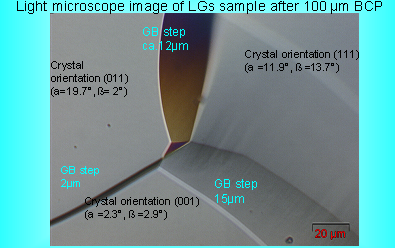 Light microscope image of LGs sample after 100 µm BCP
GB step
ca.12µm
Crystal orientation (111)
(a =11.9°, ß =13.7°)
Crystal
orientation (011)
(a=19.7°, ß= 2°)
GB step
2µm
GB step
15µm
Crystal orientation (001)
(a =2.3°, ß=2.9°)
20 µm